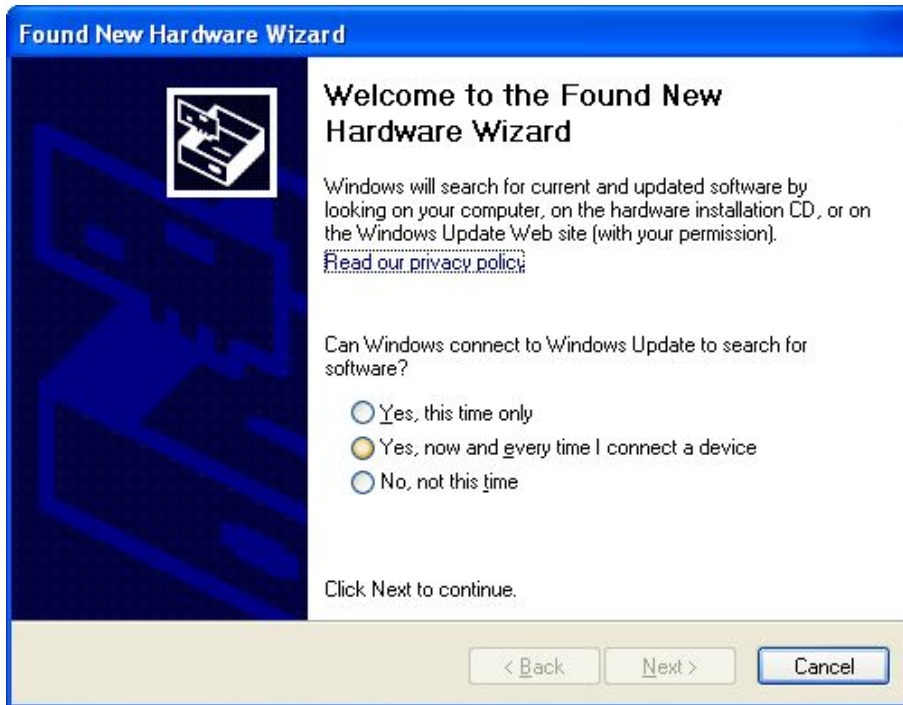 Found New Hardware Wizard
Welcome to the Found New
Hardware Wizard
Windows will search for current and updated software by
looking on your computer, on the hardware installation CD, or on
the Windows Update Web site (with your permission).
Read our privacy policy
Can Windows connect to Windows Update to search for
software?
Yes, this time only
Yes, now and every time I connect a device
No, not this time
Click Next to continue.
< Back
Next >
Cancel